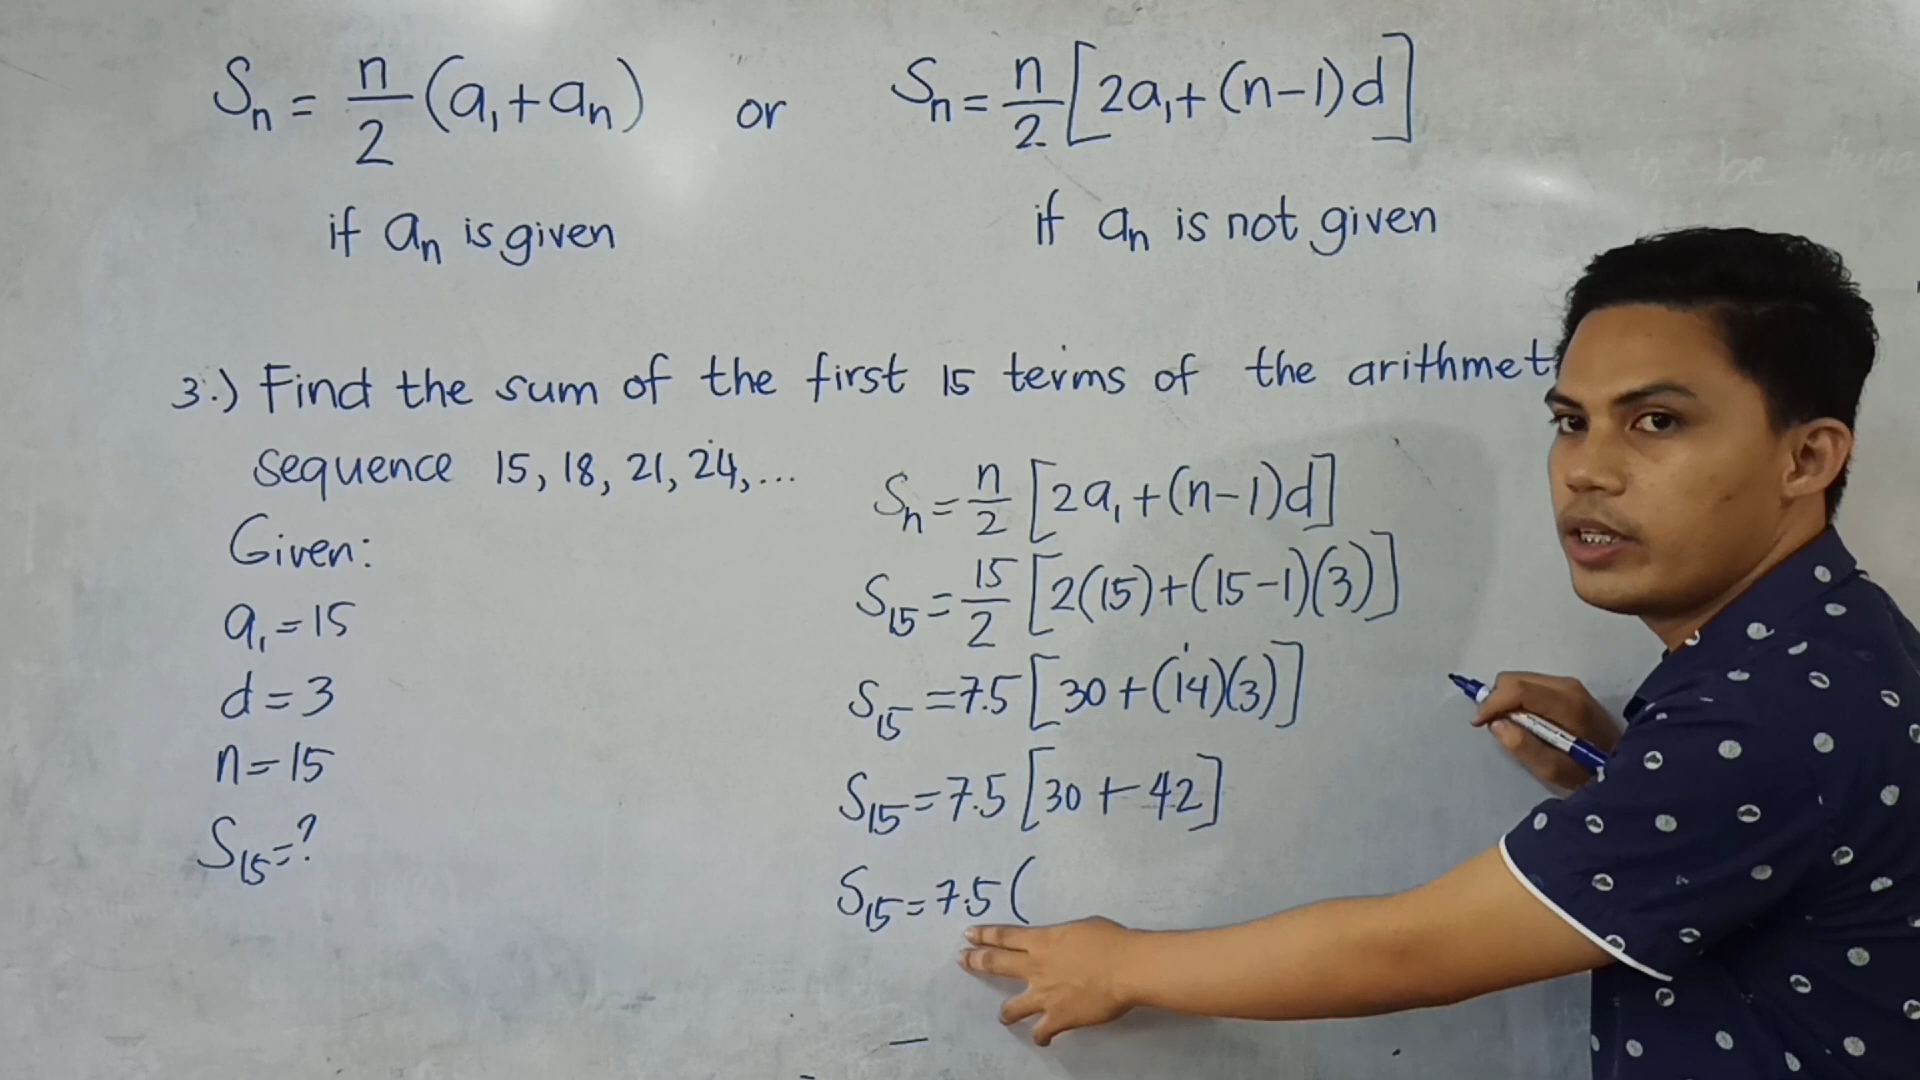 Sₙ = n/2 (a₁ + aₙ) or Sₙ = n/2 [2a₁ + (n-1)d]
if aₙ is given if aₙ is not given
3.) Find the sum of the first 15 terms of the arithmet
sequence 15, 18, 21, 24, ...
Given:
a₁ = 15
d = 3
n = 15
S₁₅ = ?
Sₙ = n/2 [2a₁ + (n-1)d]
S₁₅ = 15/2 [2(15) + (15-1)(3)]
S₁₅ = 7.5 [30 + (14)(3)]
S₁₅ = 7.5 [30 + 42]
S₁₅ = 7.5 (
to be